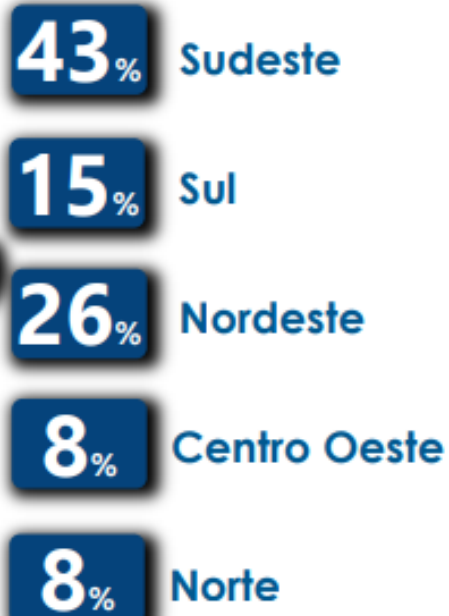 43% Sudeste
15% Sul
26% Nordeste
8% Centro Oeste
8% Norte